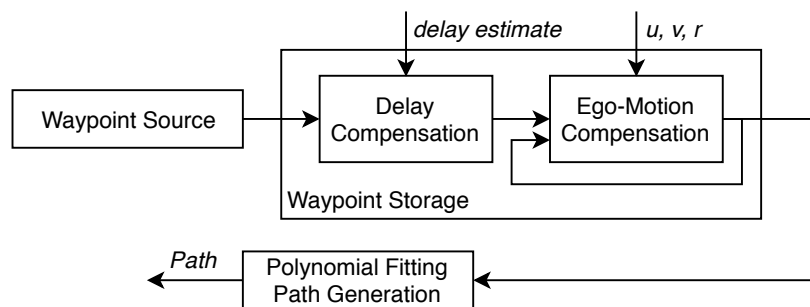 delay estimate
u, v, r
Waypoint Source
Delay
Compensation
Ego-Motion
Compensation
Waypoint Storage
Path
Polynomial Fitting
Path Generation